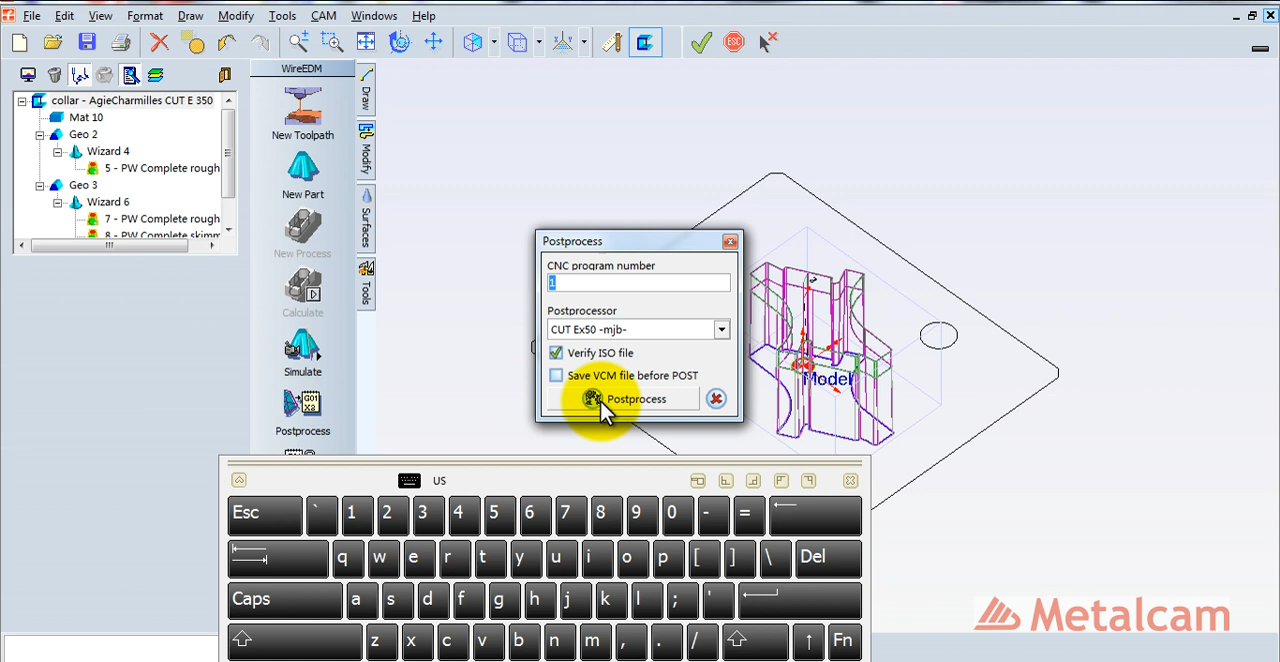 File Edit View Format Draw Modify Tools CAM Windows Help
ESC
WireEDM
collar - AgieCharmilles CUT E 350
Mat 10
Geo 2
Wizard 4
5 - PW Complete rough
Geo 3
Wizard 6
7 - PW Complete rough
8 - PW Complete skimm
New Toolpath
New Part
New Process
Calculate
Simulate
G01
X8
Postprocess
Draw
Modify
Surfaces
Tools
Postprocess
CNC program number
1
Postprocessor
CUT Ex50 -mjb-
Verify ISO file
Save VCM file before POST
Postprocess
Model
US
Esc ` 1 2 3 4 5 6 7 8 9 0 - =
q w e r t y u i o p [ ] \ Del
Caps a s d f g h j k l ; '
z x c v b n m , . / Fn
Metalcam